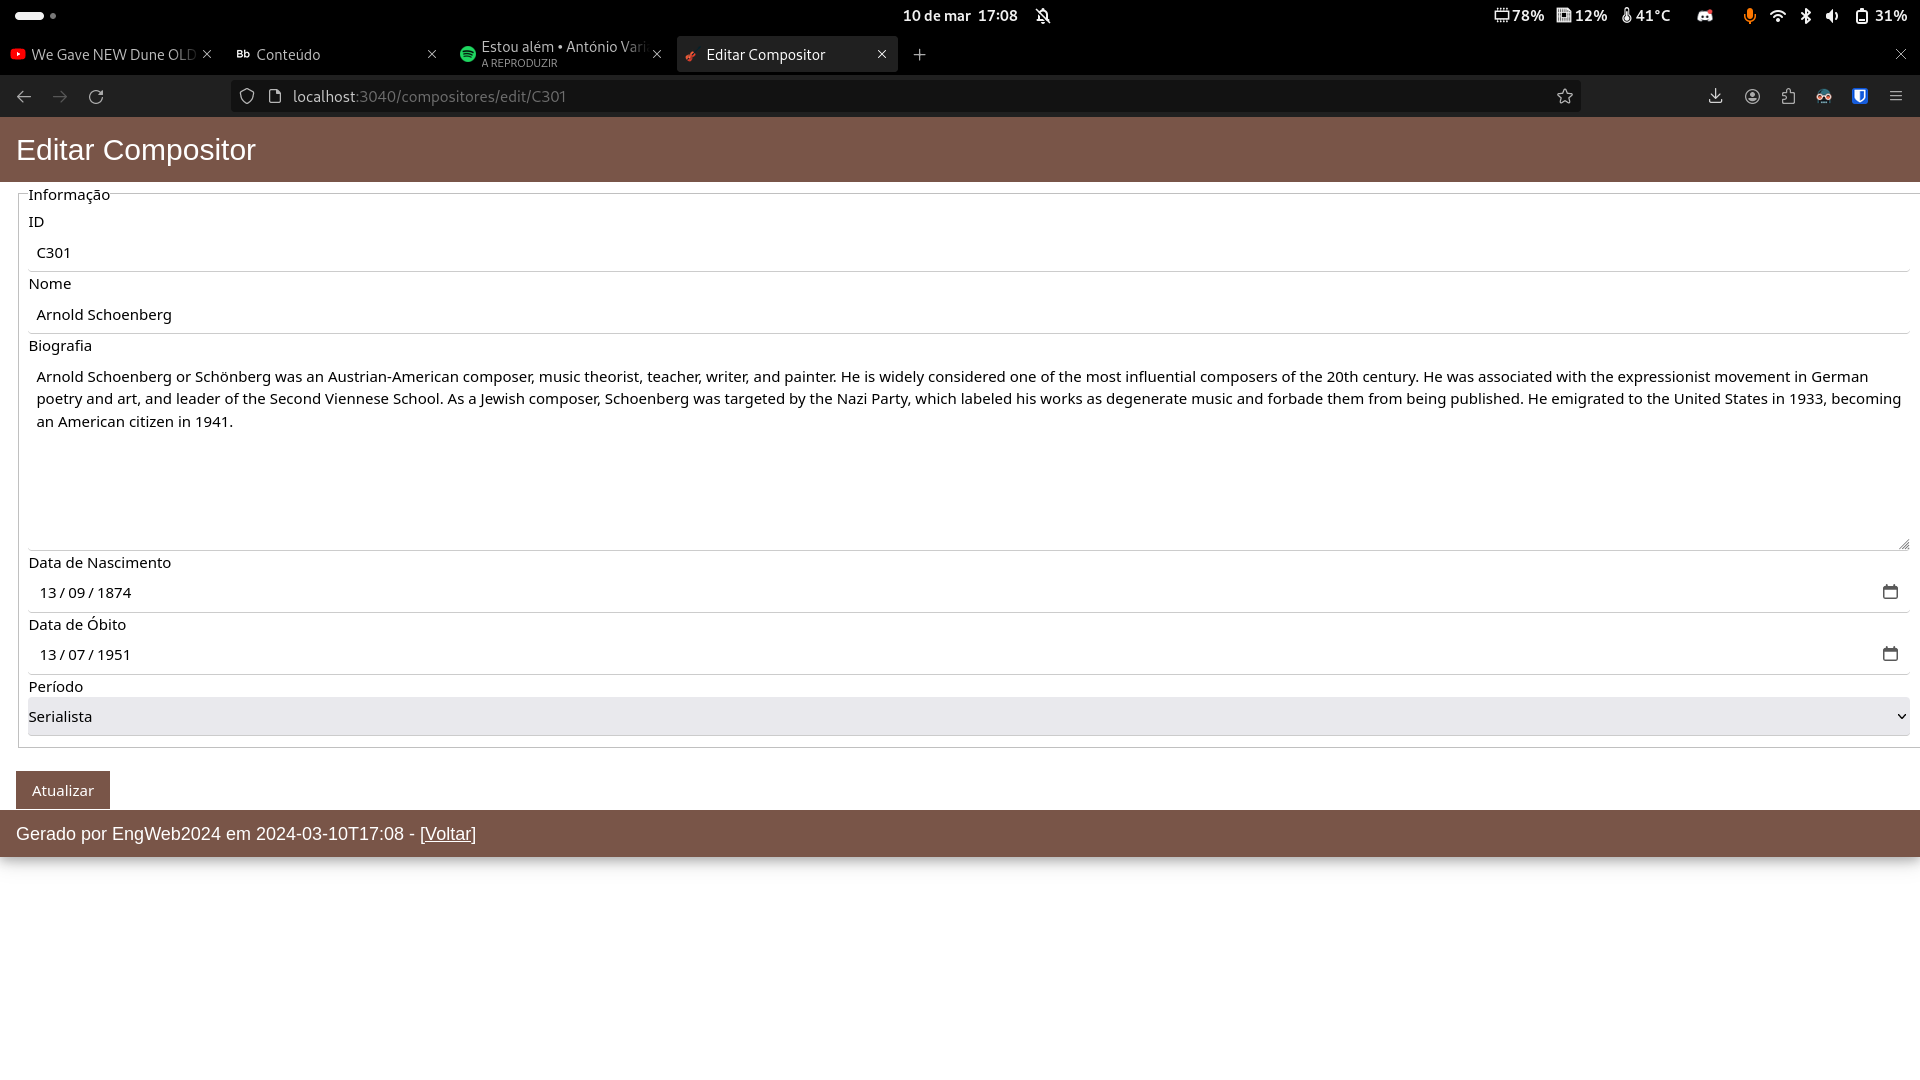 10 de mar 17:08
78% 12% 41°C 31%
We Gave NEW Dune OLD
Bb Conteúdo
Estou além • António Vari
A REPRODUZIR
Editar Compositor
localhost:3040/compositores/edit/C301
Editar Compositor
Informação
ID
C301
Nome
Arnold Schoenberg
Biografia
Arnold Schoenberg or Schönberg was an Austrian-American composer, music theorist, teacher, writer, and painter. He is widely considered one of the most influential composers of the 20th century. He was associated with the expressionist movement in German
poetry and art, and leader of the Second Viennese School. As a Jewish composer, Schoenberg was targeted by the Nazi Party, which labeled his works as degenerate music and forbade them from being published. He emigrated to the United States in 1933, becoming
an American citizen in 1941.
Data de Nascimento
13 / 09 / 1874
Data de Óbito
13 / 07 / 1951
Período
Serialista
Atualizar
Gerado por EngWeb2024 em 2024-03-10T17:08 - [Voltar]